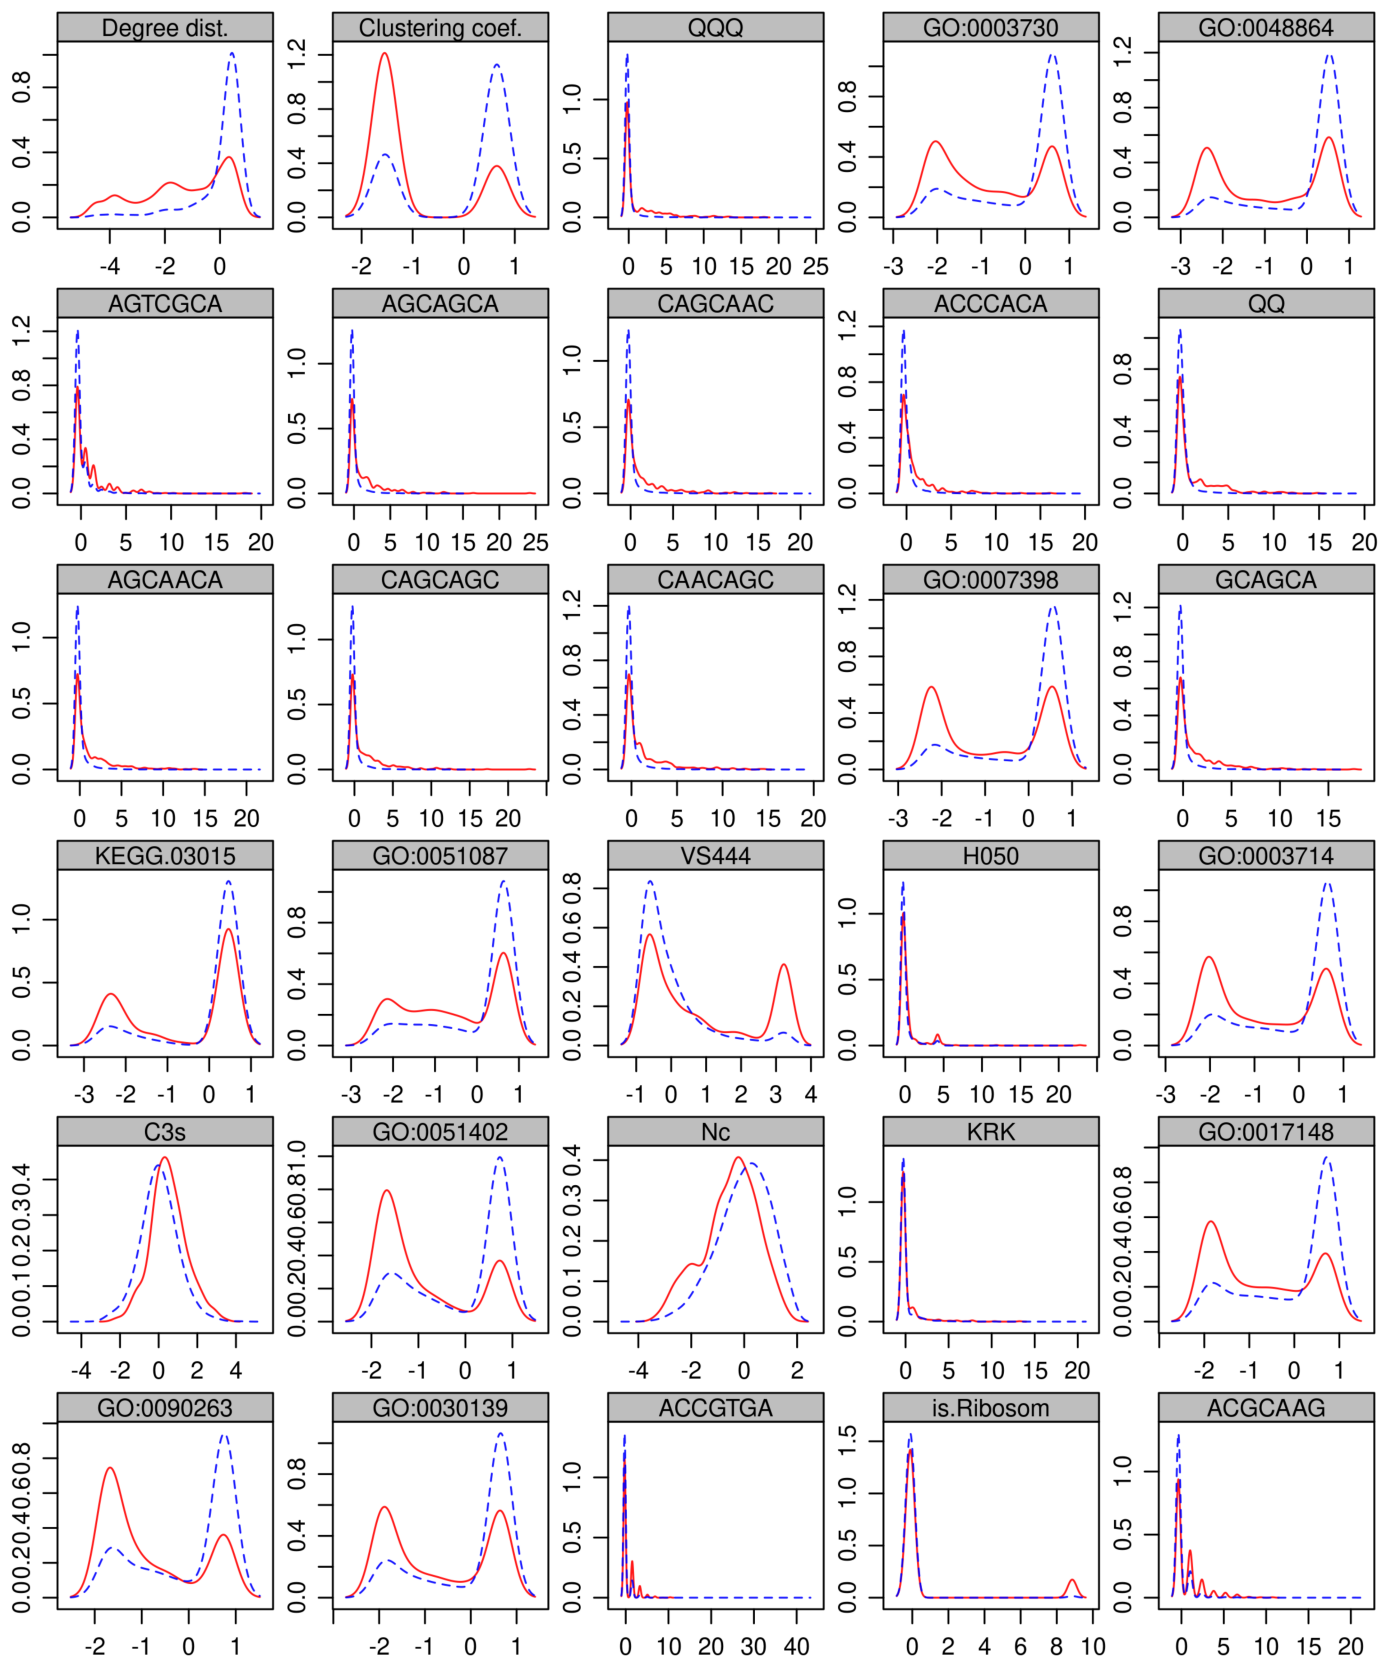 Degree dist.
0.0 0.4 0.8
-4 -2 0
Clustering coef.
0.0 0.4 0.8 1.2
-2 -1 0 1
QQQ
0.0 0.5 1.0
0 5 10 15 20 25
GO:0003730
0.0 0.4 0.8
-3 -2 -1 0 1
GO:0048864
0.0 0.4 0.8 1.2
-3 -2 -1 0 1
AGTCGCA
0.0 0.4 0.8 1.2
0 5 10 15 20
AGCAGCA
0.0 0.5 1.0
0 5 10 15 20 25
CAGCAAC
0.0 0.5 1.0
0 5 10 15 20
ACCCACA
0.0 0.4 0.8 1.2
0 5 10 15 20
QQ
0.0 0.4 0.8
0 5 10 15 20
AGCAACA
0.0 0.5 1.0
0 5 10 15 20
CAGCAGC
0.0 0.5 1.0
0 5 10 15 20
CAACAGC
0.0 0.4 0.8 1.2
0 5 10 15 20
GO:0007398
0.0 0.4 0.8 1.2
-3 -2 -1 0 1
GCAGCA
0.0 0.4 0.8 1.2
0 5 10 15
KEGG.03015
0.0 0.5 1.0
-3 -2 -1 0 1
GO:0051087
0.0 0.4 0.8
-3 -2 -1 0 1
VS444
0.0 0.2 0.4 0.6 0.8
-1 0 1 2 3 4
H050
0.0 0.5 1.0
0 5 10 15 20
GO:0003714
0.0 0.4 0.8
-3 -2 -1 0 1
C3s
0.0 0.1 0.2 0.3 0.4
-4 -2 0 2 4
GO:0051402
0.0 0.2 0.4 0.6 0.8 1.0
-2 -1 0 1
Nc
0.0 0.1 0.2 0.3 0.4
-4 -2 0 2
KRK
0.0 0.5 1.0
0 5 10 15 20
GO:0017148
0.0 0.2 0.4 0.6 0.8
-2 -1 0 1
GO:0090263
0.0 0.2 0.4 0.6 0.8
-2 -1 0 1
GO:0030139
0.0 0.4 0.8
-2 -1 0 1
ACCGTGA
0.0 0.5 1.0
0 10 20 30 40
is.Ribosom
0.0 0.5 1.0 1.5
0 2 4 6 8 10
ACGCAAG
0.0 0.5 1.0
0 5 10 15 20